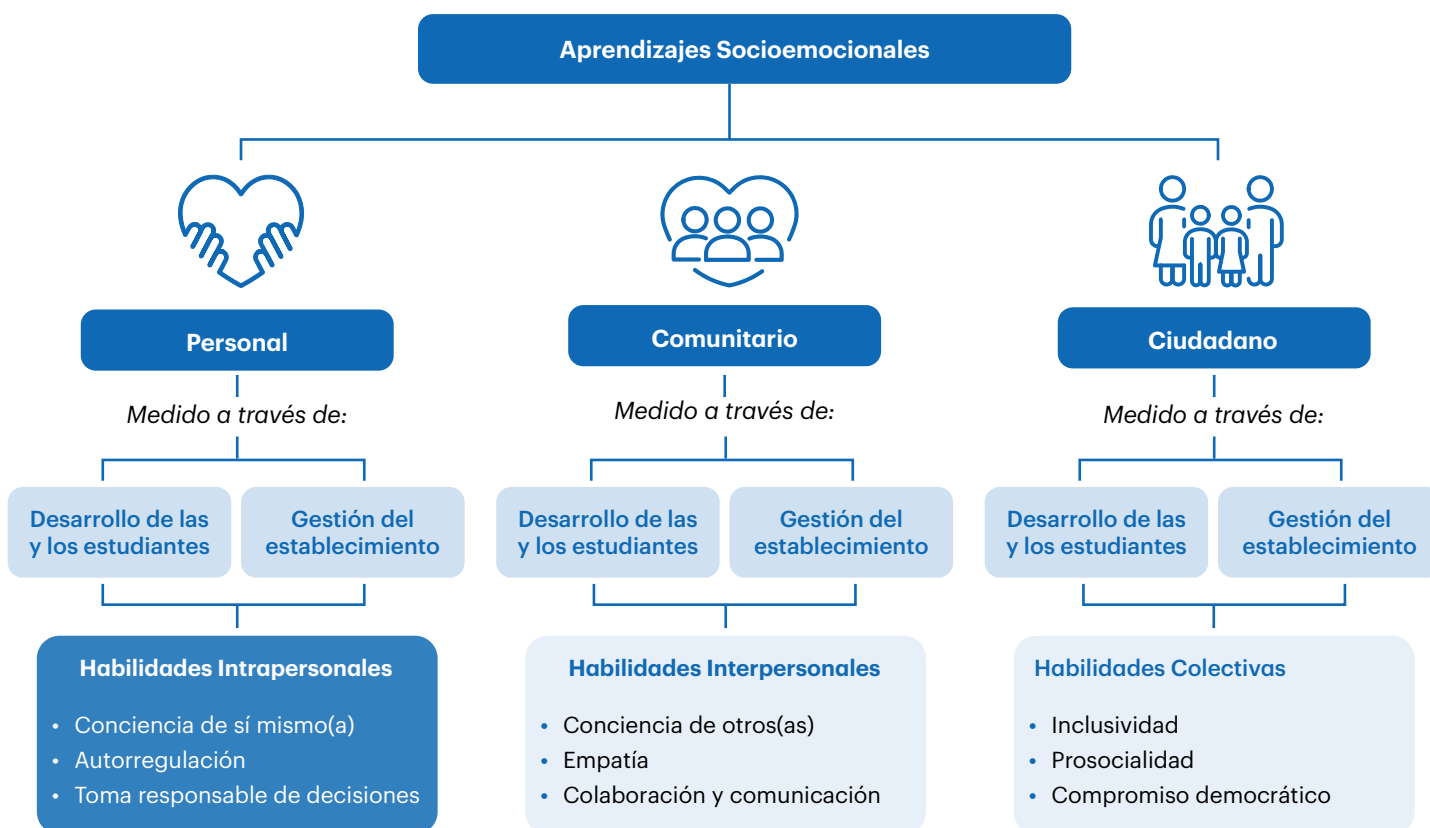 Aprendizajes Socioemocionales
Personal
Medido a través de:
Desarrollo de las
y los estudiantes
Gestión del
establecimiento
Habilidades Intrapersonales
• Conciencia de sí mismo(a)
• Autorregulación
• Toma responsable de decisiones
Comunitario
Medido a través de:
Desarrollo de las
y los estudiantes
Gestión del
establecimiento
Habilidades Interpersonales
• Conciencia de otros(as)
• Empatía
• Colaboración y comunicación
Ciudadano
Medido a través de:
Desarrollo de las
y los estudiantes
Gestión del
establecimiento
Habilidades Colectivas
• Inclusividad
• Prosocialidad
• Compromiso democrático